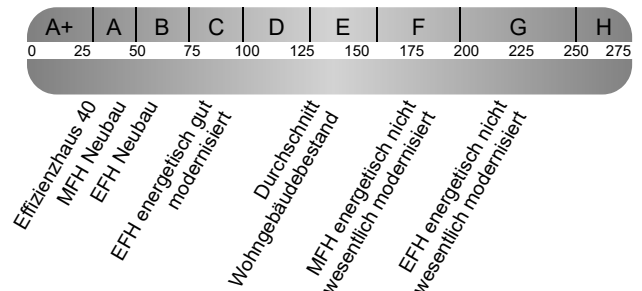 A+ A B C D E F G H
0 25 50 75 100 125 150 175 200 225 250 275
Effizienzhaus 40
MFH Neubau
EFH Neubau
EFH energetisch gut
modernisiert
Durchschnitt
Wohngebäudebestand
MFH energetisch nicht
wesentlich modernisiert
EFH energetisch nicht
wesentlich modernisiert